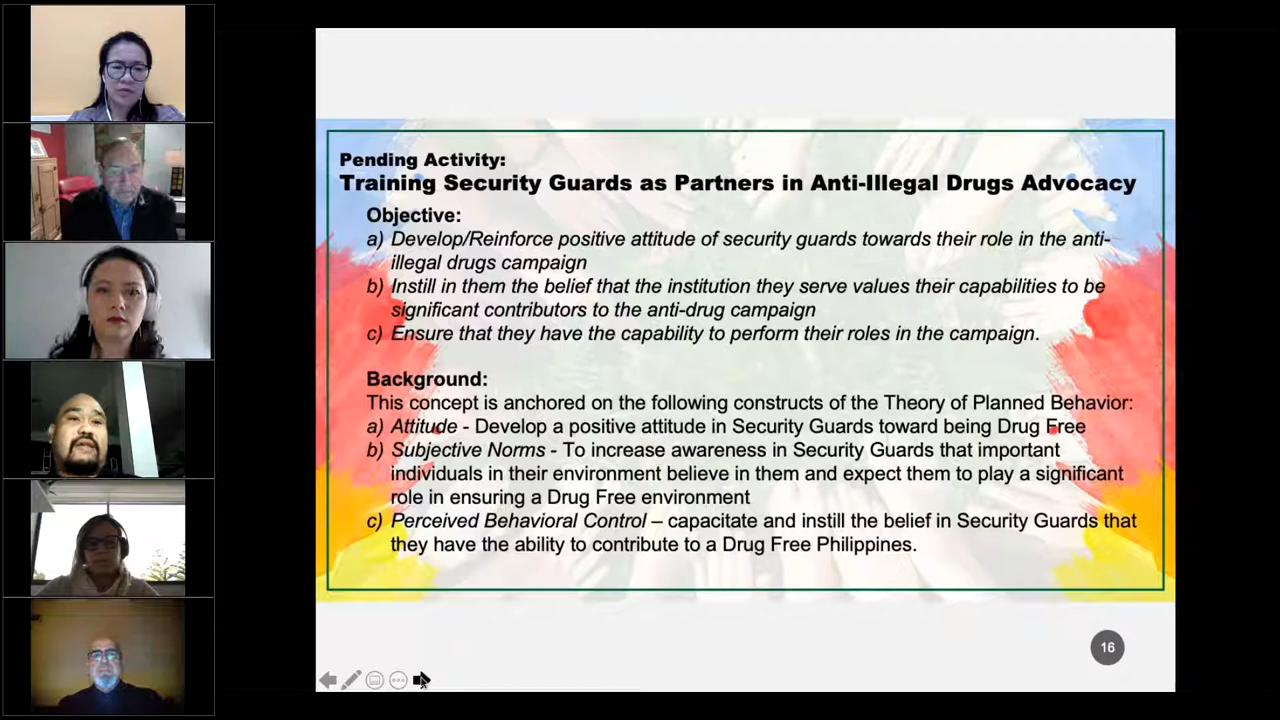 Pending Activity:
Training Security Guards as Partners in Anti-Illegal Drugs Advocacy
Objective:
a) Develop/Reinforce positive attitude of security guards towards their role in the anti-
illegal drugs campaign
b) Instill in them the belief that the institution they serve values their capabilities to be
significant contributors to the anti-drug campaign
c) Ensure that they have the capability to perform their roles in the campaign.
Background:
This concept is anchored on the following constructs of the Theory of Planned Behavior:
a) Attitude - Develop a positive attitude in Security Guards toward being Drug Free
b) Subjective Norms - To increase awareness in Security Guards that important
individuals in their environment believe in them and expect them to play a significant
role in ensuring a Drug Free environment
c) Perceived Behavioral Control – capacitate and instill the belief in Security Guards that
they have the ability to contribute to a Drug Free Philippines.
16